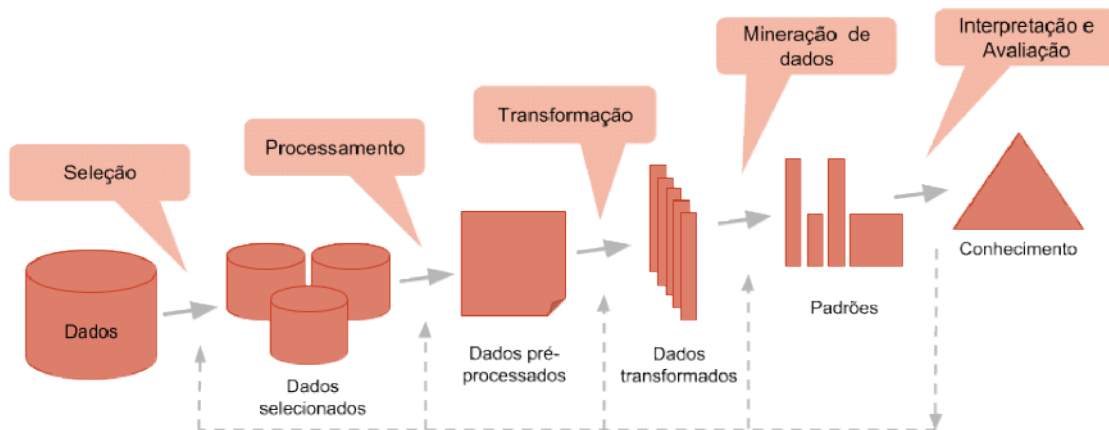 Seleção
Processamento
Transformação
Mineração de
dados
Interpretação e
Avaliação
Dados
Dados
selecionados
Dados pré-
processados
Dados
transformados
Padrões
Conhecimento